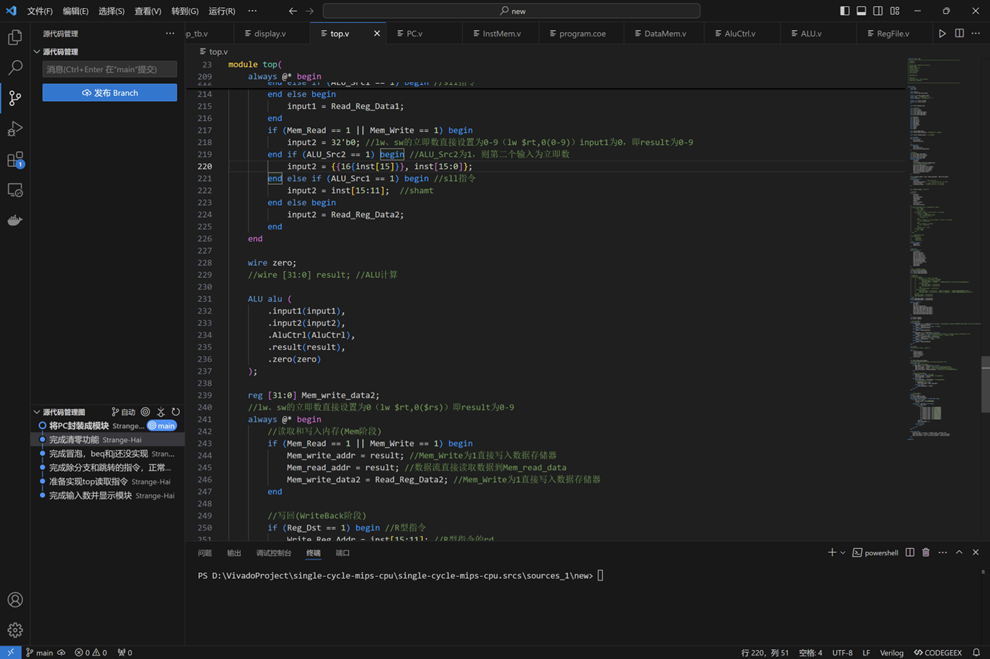 文件(F) 编辑(E) 选择(S) 查看(V) 转到(G) 运行(R) ··· new
源代码管理 ···
源代码管理
消息(Ctrl+Enter 在"main"提交)
发布 Branch
源代码管理图 自动
将PC封装成模块 Strange... main
完成清零功能 Strange-Hai
完成冒泡，beq和j还没实现 Stran...
完成除分支和跳转的指令，正常...
准备实现top读取指令 Strange-Hai
完成输入数并显示模块 Strange-Hai
p_tb.v display.v top.v PC.v InstMem.v program.coe DataMem.v AluCtrl.v ALU.v RegFile.v
top.v
23 module top(
209 always @* begin
214 end else begin
215 input1 = Read_Reg_Data1;
216 end
217 if (Mem_Read == 1 || Mem_Write == 1) begin
218 input2 = 32'b0; //lw、sw的立即数直接设置为0-9（lw $rt,0(0-9)）input1为0，即result为0-9
219 end if (ALU_Src2 == 1) begin //ALU_Src2为1，则第二个输入为立即数
220 input2 = {{16{inst[15]}}, inst[15:0]};
221 end else if (ALU_Src1 == 1) begin //sll指令
222 input2 = inst[15:11]; //shamt
223 end else begin
224 input2 = Read_Reg_Data2;
225 end
226 end
227
228 wire zero;
229 //wire [31:0] result; //ALU计算
230
231 ALU alu (
232 .input1(input1),
233 .input2(input2),
234 .AluCtrl(AluCtrl),
235 .result(result),
236 .zero(zero)
237 );
238
239 reg [31:0] Mem_write_data2;
240 //lw、sw的立即数直接设置为0（lw $rt,0($rs)）即result为0-9
241 always @* begin
242 //读取和写入内存(Mem阶段)
243 if (Mem_Read == 1 || Mem_Write == 1) begin
244 Mem_write_addr = result; //Mem_Write为1直接写入数据存储器
245 Mem_read_addr = result; //数据流直接读取数据到Mem_read_data
246 Mem_write_data2 = Read_Reg_Data2; //Mem_Write为1直接写入数据存储器
247 end
248
249 //写回(WriteBack阶段)
250 if (Reg_Dst == 1) begin //R型指令
251 Write_Reg_Addr = inst[15:11]; //R型指令的rd
问题 输出 调试控制台 终端 端口 powershell ···
PS D:\VivadoProject\single-cycle-mips-cpu\single-cycle-mips-cpu.srcs\sources_1\new>
main 0 0 0 行 220，列 51 空格: 4 UTF-8 LF Verilog CODEGEEX